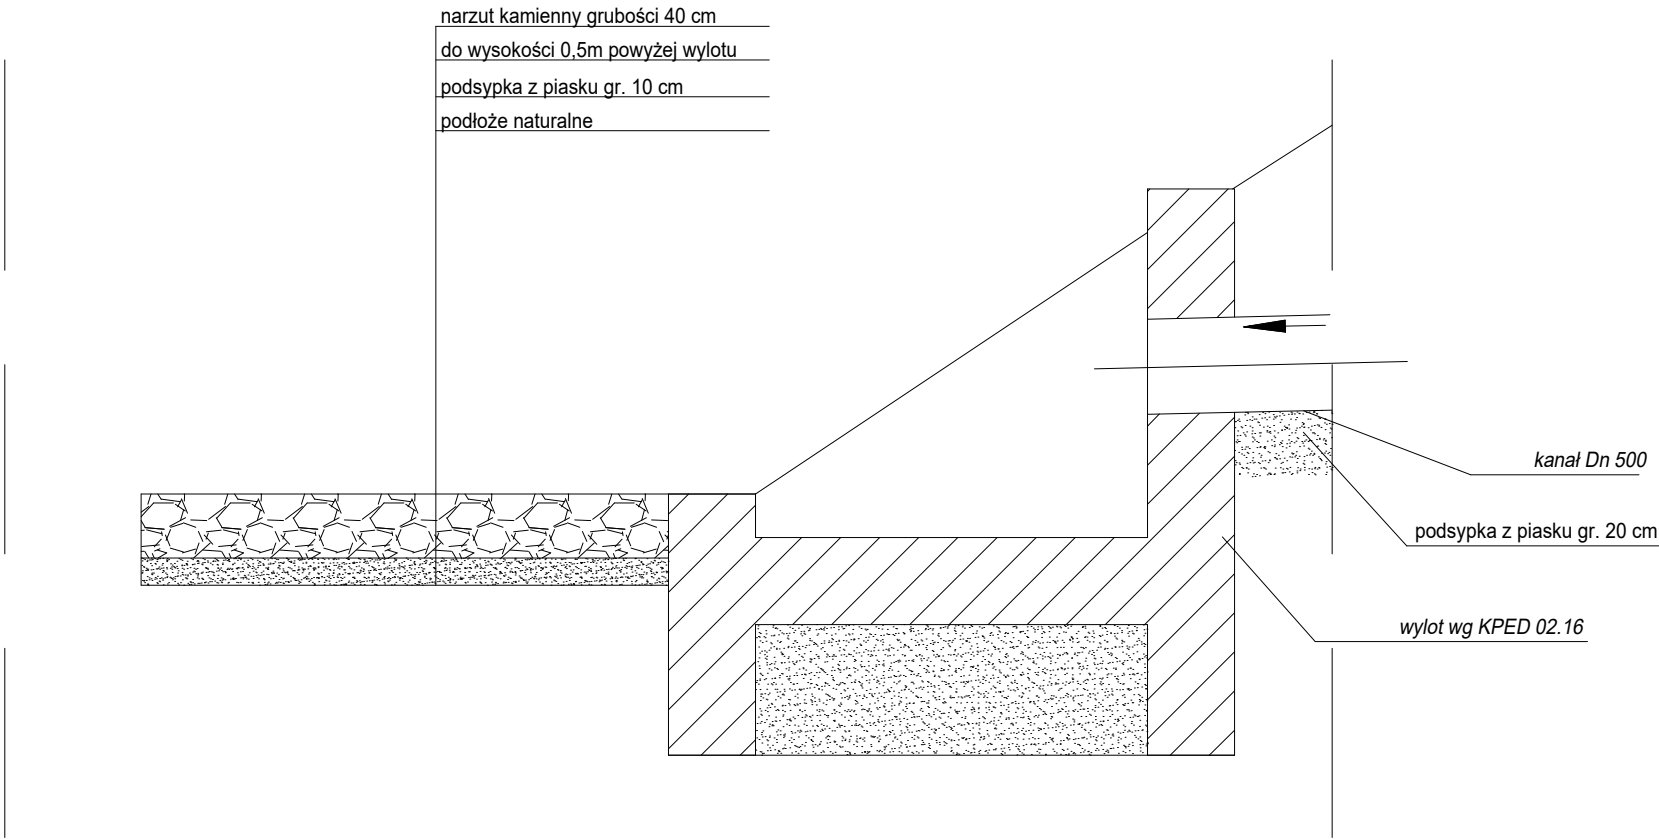 narzut kamienny grubości 40 cm
do wysokości 0,5m powyżej wylotu
podsypka z piasku gr. 10 cm
podłoże naturalne
kanał Dn 500
podsypka z piasku gr. 20 cm
wylot wg KPED 02.16